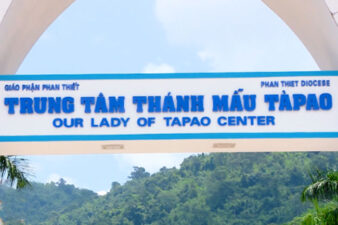 GIÁO PHẬN PHAN THIẾT
PHAN THIET DIOCESE
TRUNG TÂM THÁNH MẪU TÀPAO
OUR LADY OF TAPAO CENTER